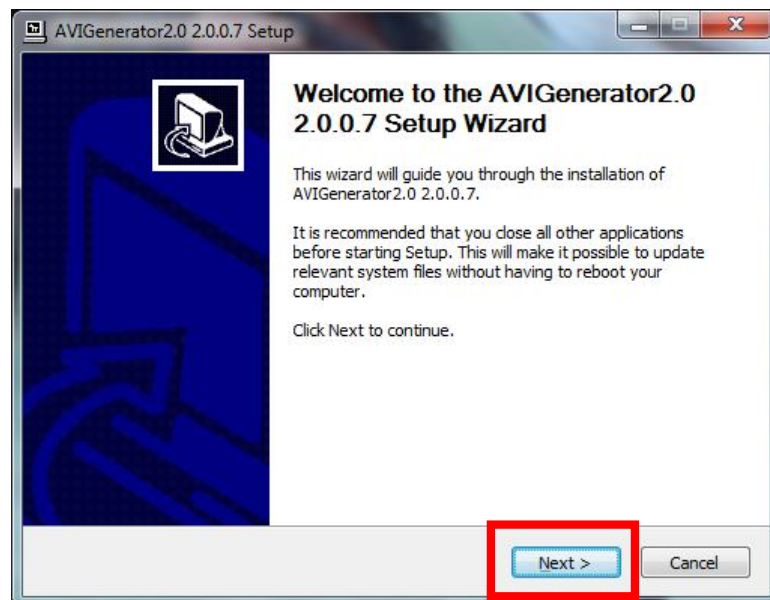 AVIGenerator2.0 2.0.0.7 Setup
Welcome to the AVIGenerator2.0
2.0.0.7 Setup Wizard
This wizard will guide you through the installation of
AVIGenerator2.0 2.0.0.7.
It is recommended that you close all other applications
before starting Setup. This will make it possible to update
relevant system files without having to reboot your
computer.
Click Next to continue.
Next > Cancel